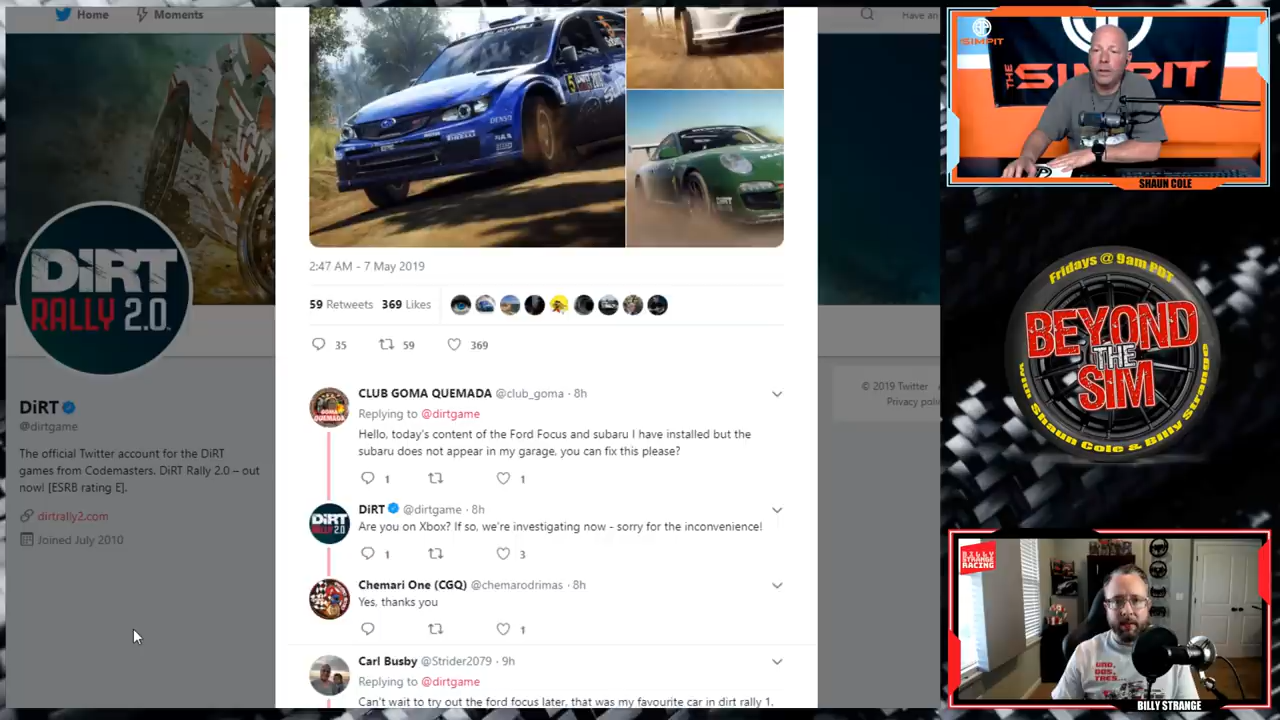 Home
Moments
Have an
DiRT
RALLY 2.0
DiRT
@dirtgame
The official Twitter account for the DiRT
games from Codemasters. DiRT Rally 2.0 – out
now! [ESRB rating E].
dirtrally2.com
Joined July 2010
2:47 AM - 7 May 2019
59 Retweets 369 Likes
35 59 369
CLUB GOMA QUEMADA @club_goma · 8h
Replying to @dirtgame
Hello, today's content of the Ford Focus and subaru I have installed but the
subaru does not appear in my garage, you can fix this please?
1 1
DiRT @dirtgame · 8h
Are you on Xbox? If so, we're investigating now - sorry for the inconvenience!
1 3
Chemari One (CGQ) @chemarodrimas · 8h
Yes, thanks you
1
Carl Busby @Strider2079 · 9h
Replying to @dirtgame
Can't wait to try out the ford focus later, that was my favourite car in dirt rally 1.
© 2019 Twitter
Privacy poli
THE SIMPIT
SHAUN COLE
Fridays @ 9am PDT
BEYOND
THE
SIM
With Shaun Cole & Billy Strange
BILLY STRANGE
RACING
UNO,
DOS,
TRES...
BILLY STRANGE